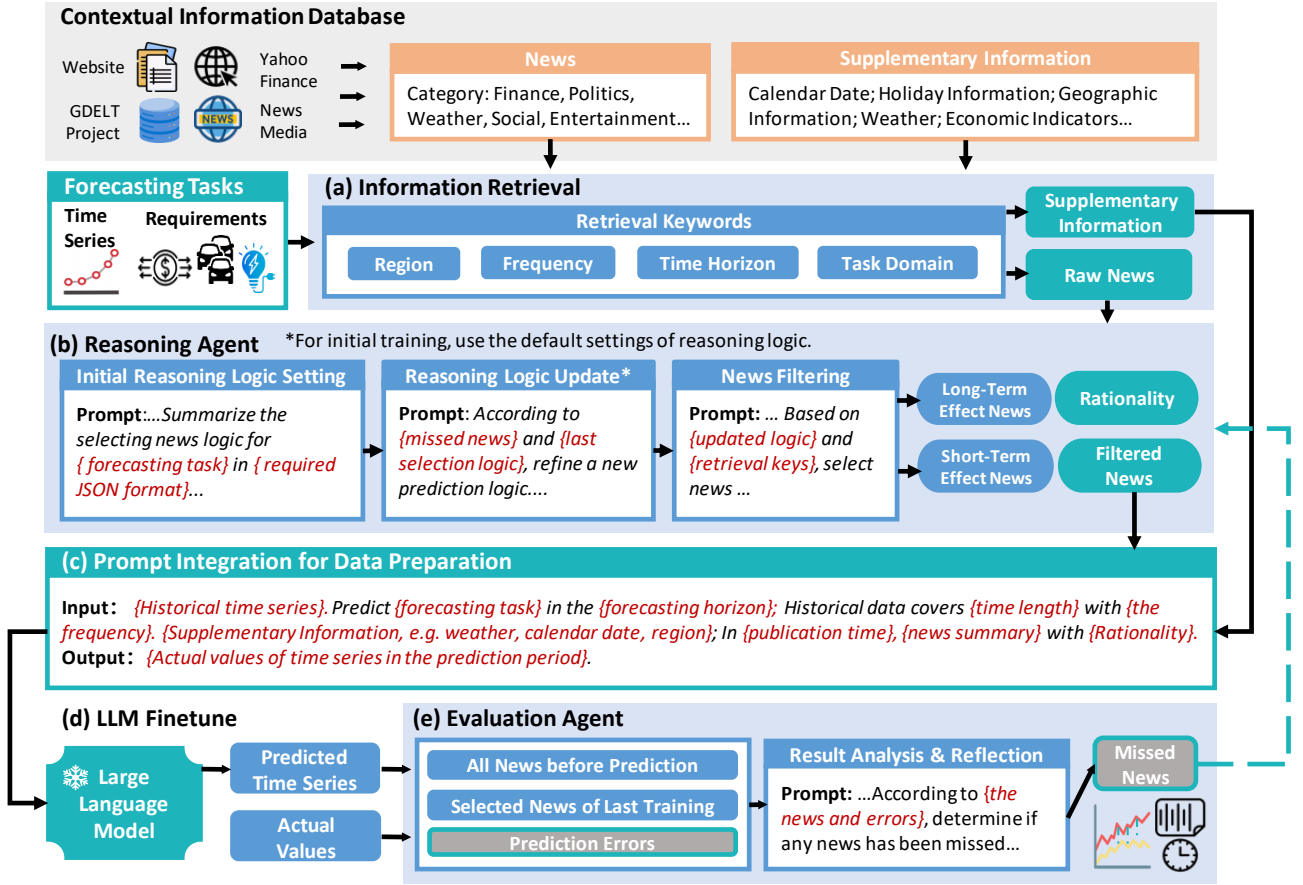 Contextual Information Database
Website
Yahoo
Finance
GDELT
Project
NEWS
News
Media
News
Category: Finance, Politics,
Weather, Social, Entertainment…
Supplementary Information
Calendar Date; Holiday Information; Geographic
Information; Weather; Economic Indicators…
Forecasting Tasks
Time
Series
Requirements
(a) Information Retrieval
Retrieval Keywords
Region
Frequency
Time Horizon
Task Domain
Supplementary
Information
Raw News
(b) Reasoning Agent
*For initial training, use the default settings of reasoning logic.
Initial Reasoning Logic Setting
Prompt:…Summarize the
selecting news logic for
{ forecasting task} in { required
JSON format}…
Reasoning Logic Update*
Prompt: According to
{missed news} and {last
selection logic}, refine a new
prediction logic….
News Filtering
Prompt: … Based on
{updated logic} and
{retrieval keys}, select
news …
Long-Term
Effect News
Rationality
Short-Term
Effect News
Filtered
News
(c) Prompt Integration for Data Preparation
Input： {Historical time series}. Predict {forecasting task} in the {forecasting horizon}; Historical data covers {time length} with {the
frequency}. {Supplementary Information, e.g. weather, calendar date, region}; In {publication time}, {news summary} with {Rationality}.
Output： {Actual values of time series in the prediction period}.
(d) LLM Finetune
Large
Language
Model
Predicted
Time Series
Actual
Values
(e) Evaluation Agent
All News before Prediction
Selected News of Last Training
Prediction Errors
Result Analysis & Reflection
Prompt: …According to {the
news and errors}, determine if
any news has been missed…
Missed
News